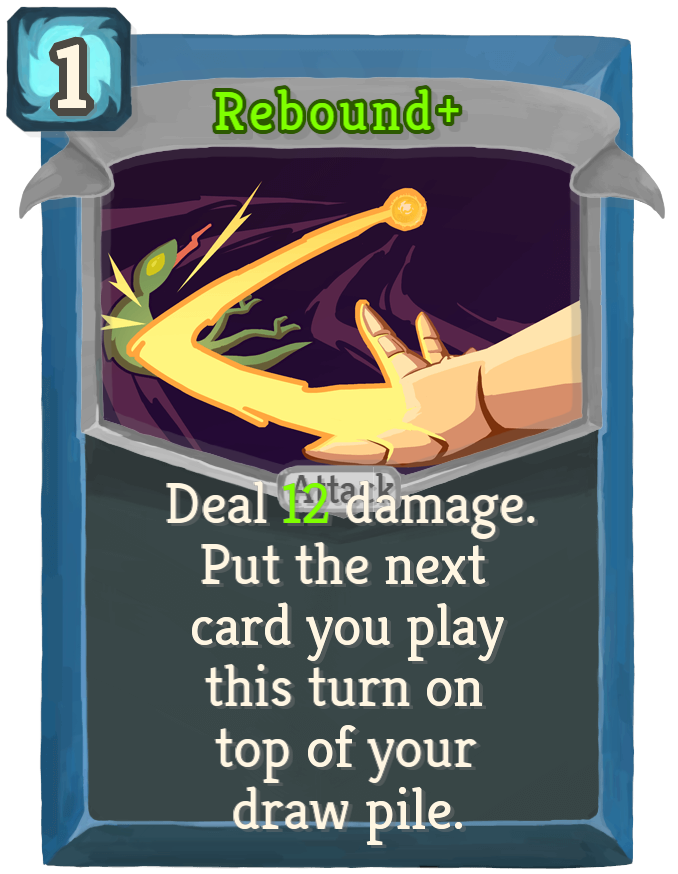 1
Rebound+
Attack
Deal 12 damage.
Put the next
card you play
this turn on
top of your
draw pile.